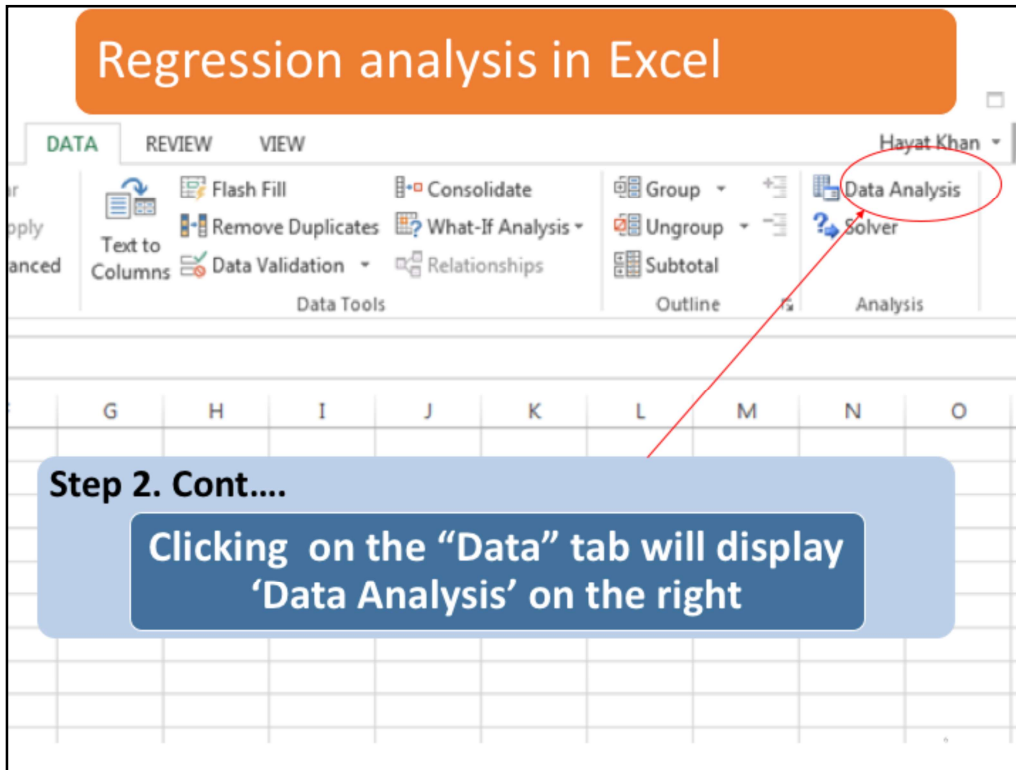 Regression analysis in Excel
DATA REVIEW VIEW Hayat Khan
Flash Fill Consolidate Group Data Analysis
Remove Duplicates What-If Analysis Ungroup Solver
Text to
Columns
anced Data Validation Relationships Subtotal
Data Tools Outline Analysis
G H I J K L M N O
Step 2. Cont....
Clicking on the “Data” tab will display
‘Data Analysis’ on the right